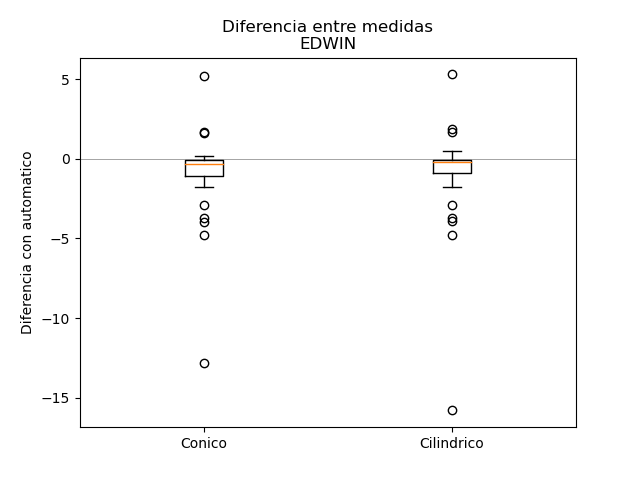 Diferencia entre medidas
EDWIN
Diferencia con automatico
5
0
−5
−10
−15
Conico
Cilindrico